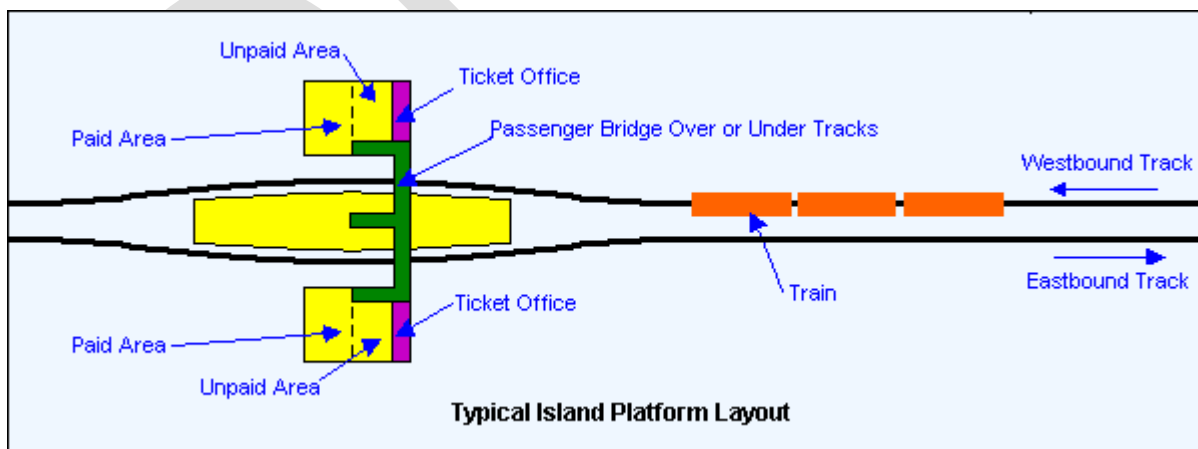 Unpaid Area
Ticket Office
Paid Area
Passenger Bridge Over or Under Tracks
Westbound Track
Eastbound Track
Train
Ticket Office
Paid Area
Unpaid Area
Typical Island Platform Layout